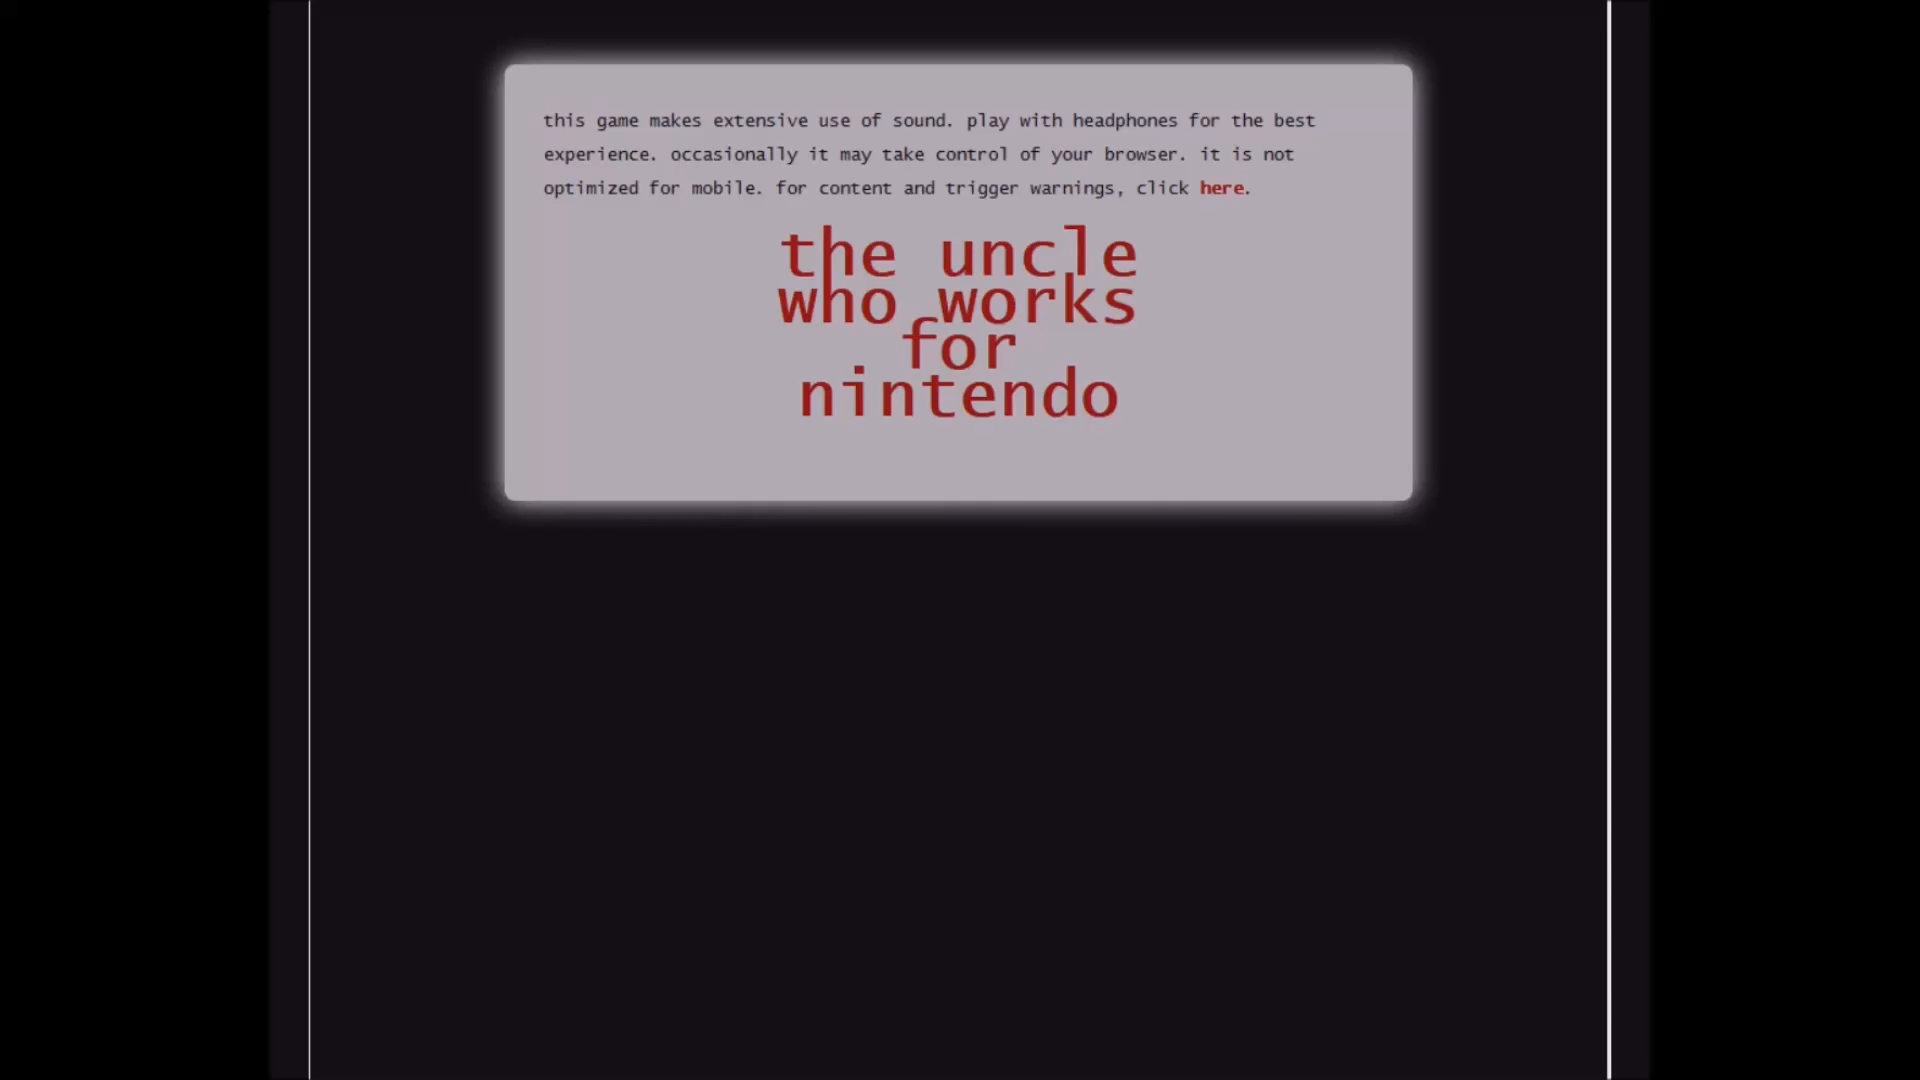 this game makes extensive use of sound. play with headphones for the best
experience. occasionally it may take control of your browser. it is not
optimized for mobile. for content and trigger warnings, click here.
the uncle
who works
for
nintendo